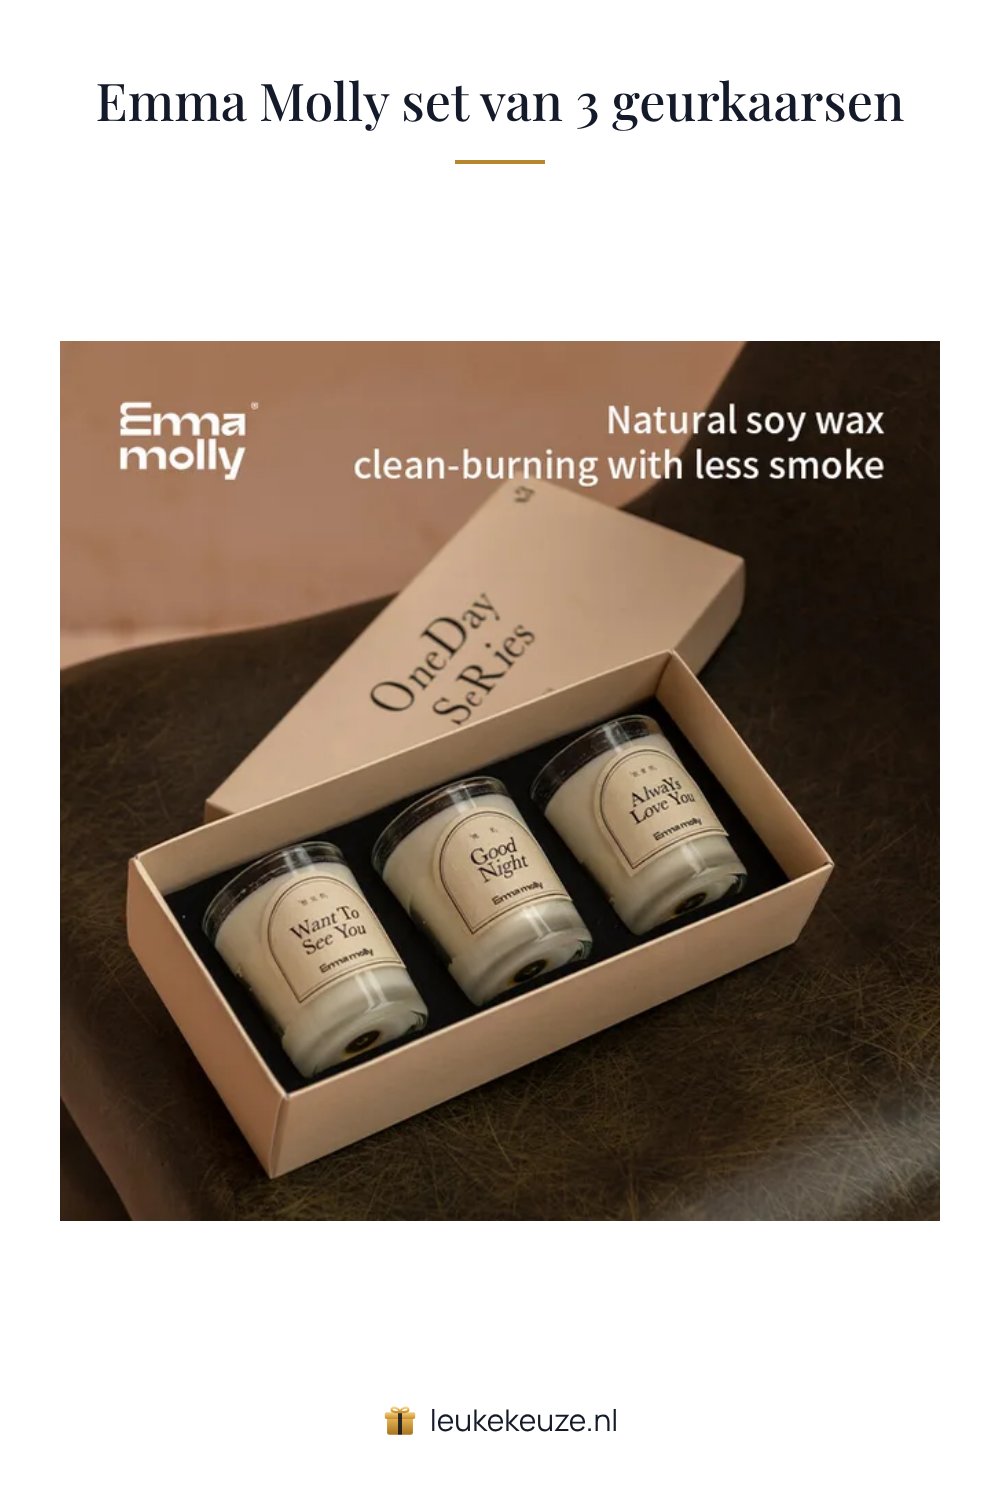 Emma Molly set van 3 geurkaarsen
Emma®
molly
Natural soy wax
clean-burning with less smoke
OneDay
SeRies
Want To
See You
Emma molly
Good
Night
Emma molly
AlwaYs
Love You
Emma molly
leukekeuze.nl